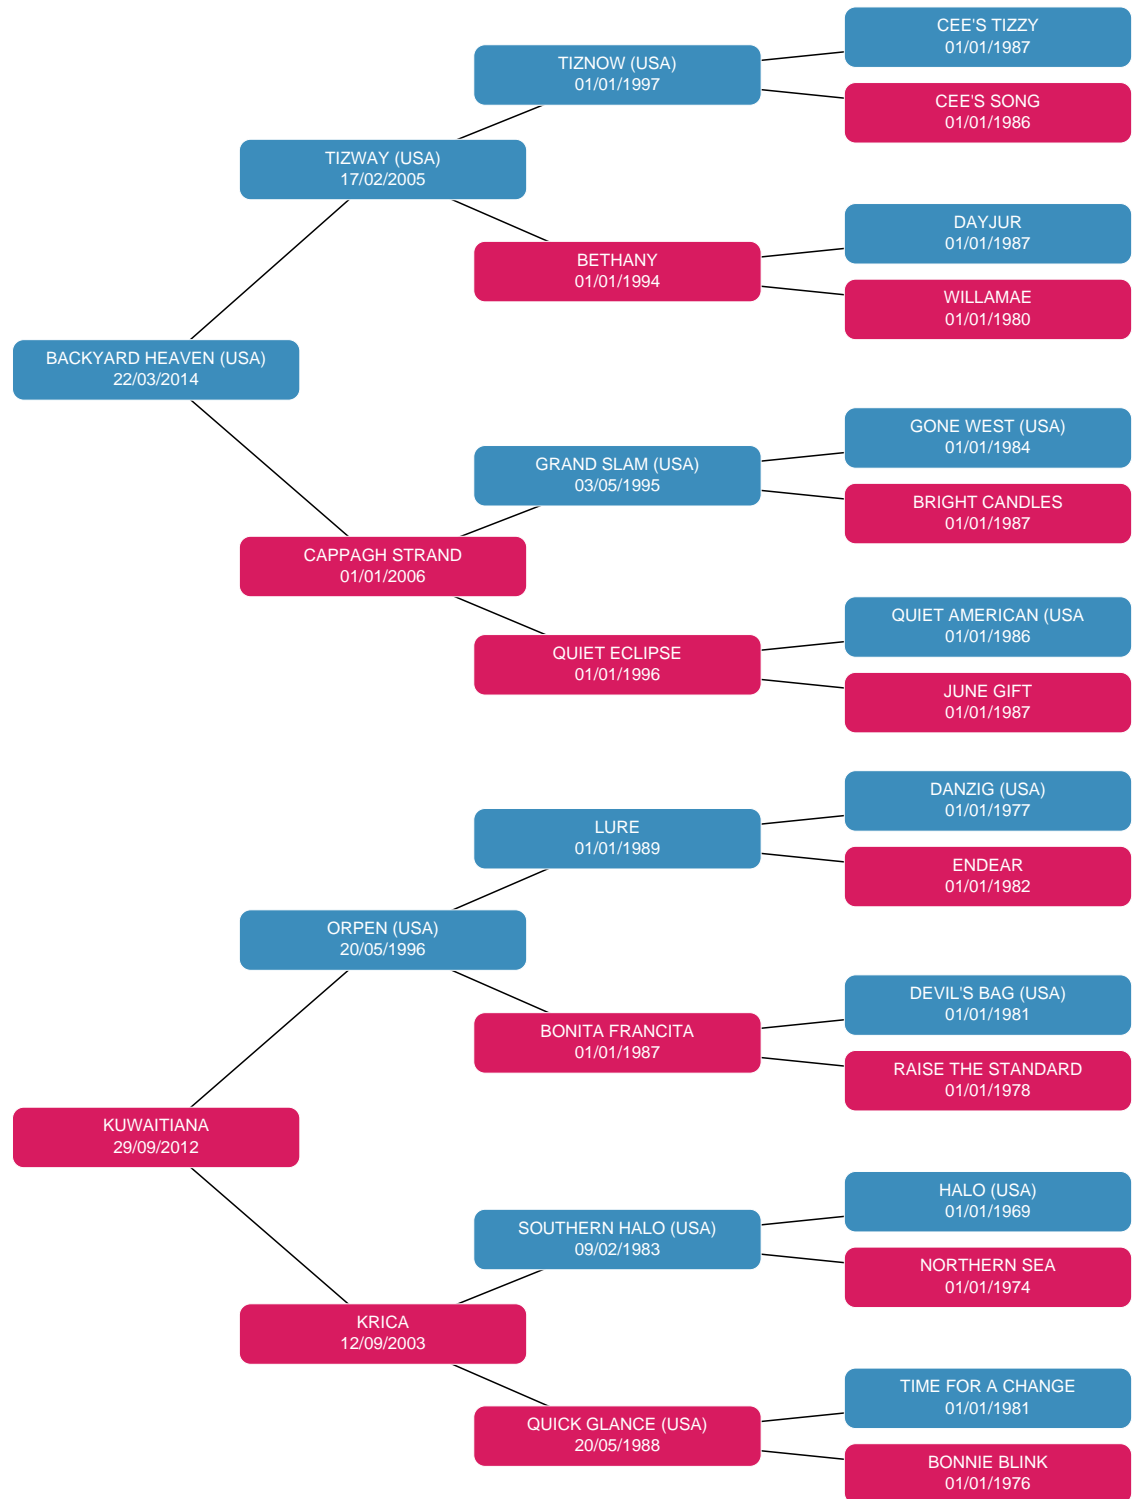 CEE'S TIZZY
01/01/1987
TIZNOW (USA)
01/01/1997
CEE'S SONG
01/01/1986
TIZWAY (USA)
17/02/2005
DAYJUR
01/01/1987
BETHANY
01/01/1994
WILLAMAE
01/01/1980
BACKYARD HEAVEN (USA)
22/03/2014
GONE WEST (USA)
01/01/1984
GRAND SLAM (USA)
03/05/1995
BRIGHT CANDLES
01/01/1987
CAPPAGH STRAND
01/01/2006
QUIET AMERICAN (USA
01/01/1986
QUIET ECLIPSE
01/01/1996
JUNE GIFT
01/01/1987
DANZIG (USA)
01/01/1977
LURE
01/01/1989
ENDEAR
01/01/1982
ORPEN (USA)
20/05/1996
DEVIL'S BAG (USA)
01/01/1981
BONITA FRANCITA
01/01/1987
RAISE THE STANDARD
01/01/1978
KUWAITIANA
29/09/2012
HALO (USA)
01/01/1969
SOUTHERN HALO (USA)
09/02/1983
NORTHERN SEA
01/01/1974
KRICA
12/09/2003
TIME FOR A CHANGE
01/01/1981
QUICK GLANCE (USA)
20/05/1988
BONNIE BLINK
01/01/1976